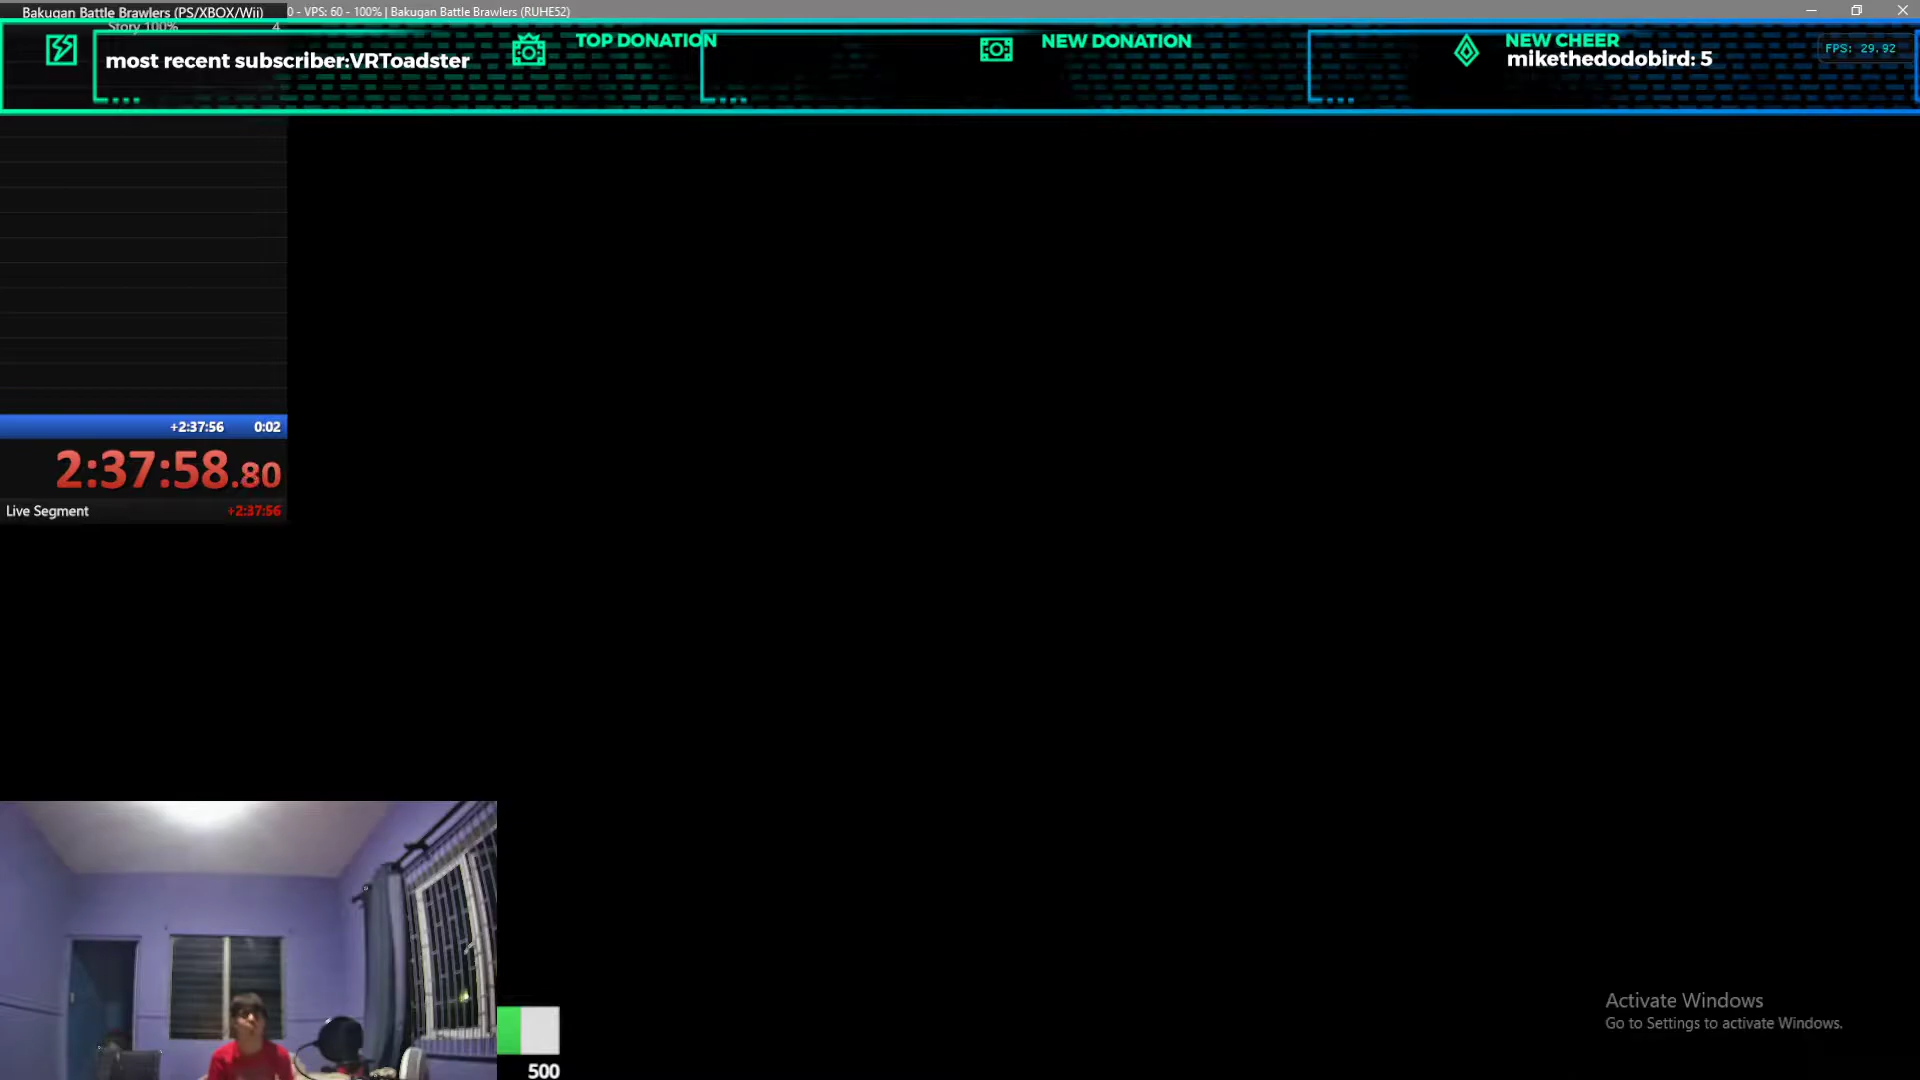 Bakugan Battle Brawlers (PS/XBOX/Wii)
0 - VPS: 60 - 100% | Bakugan Battle Brawlers (RUHE52)
Story 100% 4
most recent subscriber:VRToadster
TOP DONATION
NEW DONATION
NEW CHEER
mikethedodobird: 5
FPS: 29.92
+2:37:56 0:02
2:37:58.80
Live Segment +2:37:56
500
Activate Windows
Go to Settings to activate Windows.